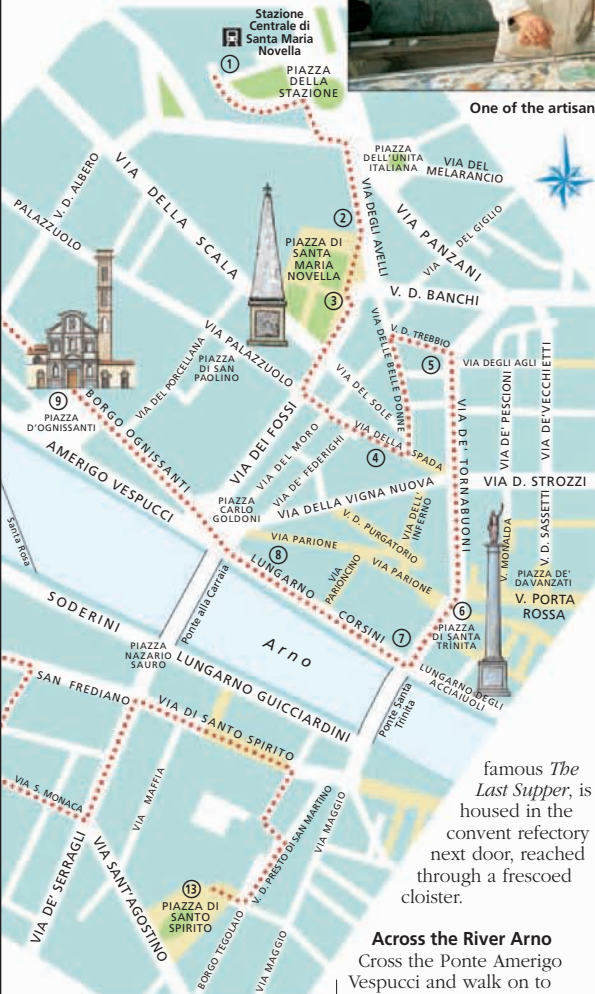 Stazione
Centrale di
Santa Maria
Novella
①
PIAZZA
DELLA
STAZIONE
One of the artisan
PIAZZA
DELL'UNITA
ITALIANA
VIA DEL
MELARANCIO
V. D. ALBERO
PALAZZUOLO
VIA DELLA SCALA
②
VIA DEGLI AVELLI
VIA PANZANI
VIA DEL GIGLIO
PIAZZA DI
SANTA
MARIA
NOVELLA
③
V. D. BANCHI
VIA DELLE BELLE DONNE
V. D. TREBBIO
⑤
VIA DEGLI AGLI
VIA PALAZZUOLO
VIA DEL PORCELLANA
PIAZZA
DI SAN
PAOLINO
VIA DEL SOLE
VIA DE' PESCIONI
VIA DE'VECCHIETTI
⑨
PIAZZA
D'OGNISSANTI
BORGO OGNISSANTI
VIA DEI FOSSI
VIA DEL MORO
VIA DE' FEDERIGHI
VIA DELLA SPADA
④
VIA DE' TORNABUONI
AMERIGO VESPUCCI
PIAZZA
CARLO
GOLDONI
VIA DELLA VIGNA NUOVA
VIA DELL'
INFERNO
VIA D. STROZZI
V. D. PURGATORIO
VIA PARIONE
⑧
VIA
PARIONCINO
VIA PARIONE
V. MONALDA
V. D. SASSETTI
PIAZZA DE'
DAVANZATI
V. PORTA
ROSSA
Santa Rosa
LUNGARNO CORSINI
⑦
⑥
PIAZZA
DI SANTA
TRINITA
SODERINI
Ponte alla Carraia
Arno
PIAZZA
NAZARIO
SAURO
LUNGARNO GUICCIARDINI
Ponte Santa
Trinita
LUNGARNO DEGLI
ACCIAIUOLI
SAN FREDIANO
VIA DI SANTO SPIRITO
VIA S. MONACA
VIA MAFFIA
V. D. PRESTO DI SAN MARTINO
VIA MAGGIO
VIA DE' SERRAGLI
VIA SANT'AGOSTINO
⑬
PIAZZA DI
SANTO
SPIRITO
BORGO TEGOLAIO
VIA MAGGIO
famous The
Last Supper, is
housed in the
convent refectory
next door, reached
through a frescoed
cloister.
Across the River Arno
Cross the Ponte Amerigo
Vespucci and walk on to